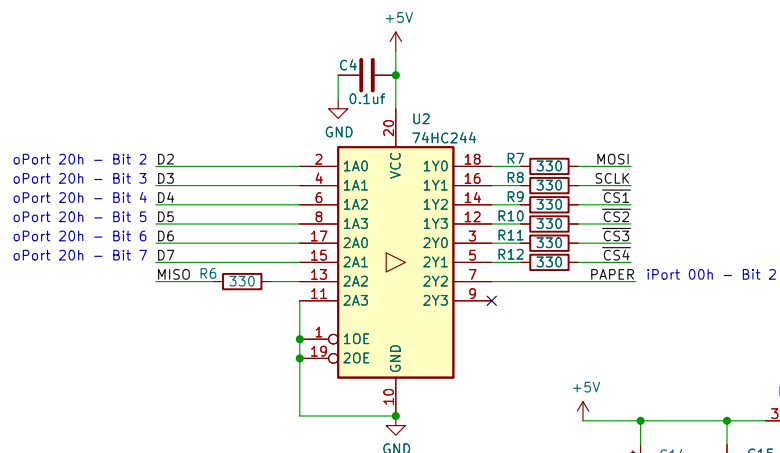 +5V
C4
0.1uf
GND
20
U2
74HC244
VCC
oPort 20h – Bit 2 D2 2 1A0 1Y0 18 R7 330 MOSI
oPort 20h – Bit 3 D3 4 1A1 1Y1 16 R8 330 SCLK
oPort 20h – Bit 4 D4 6 1A2 1Y2 14 R9 330 CS1
oPort 20h – Bit 5 D5 8 1A3 1Y3 12 R10 330 CS2
oPort 20h – Bit 6 D6 17 2A0 2Y0 3 R11 330 CS3
oPort 20h – Bit 7 D7 15 2A1 2Y1 5 R12 330 CS4
MISO R6 330 13 2A2 2Y2 7 PAPER iPort 00h – Bit 2
11 2A3 2Y3 9
1 1OE
19 2OE
GND
10
GND
+5V
3